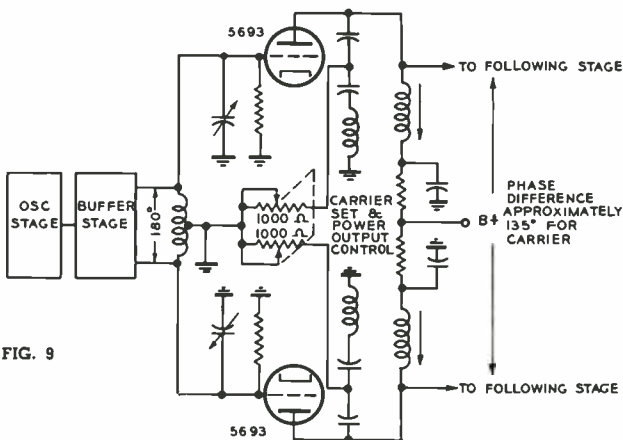 5693
TO FOLLOWING STAGE
OSC
STAGE
BUFFER
STAGE
180°
1000 Ω
1000 Ω
CARRIER
SET &
POWER
OUTPUT
CONTROL
B+
PHASE
DIFFERENCE
APPROXIMATELY
135° FOR
CARRIER
FIG. 9
TO FOLLOWING STAGE
5693